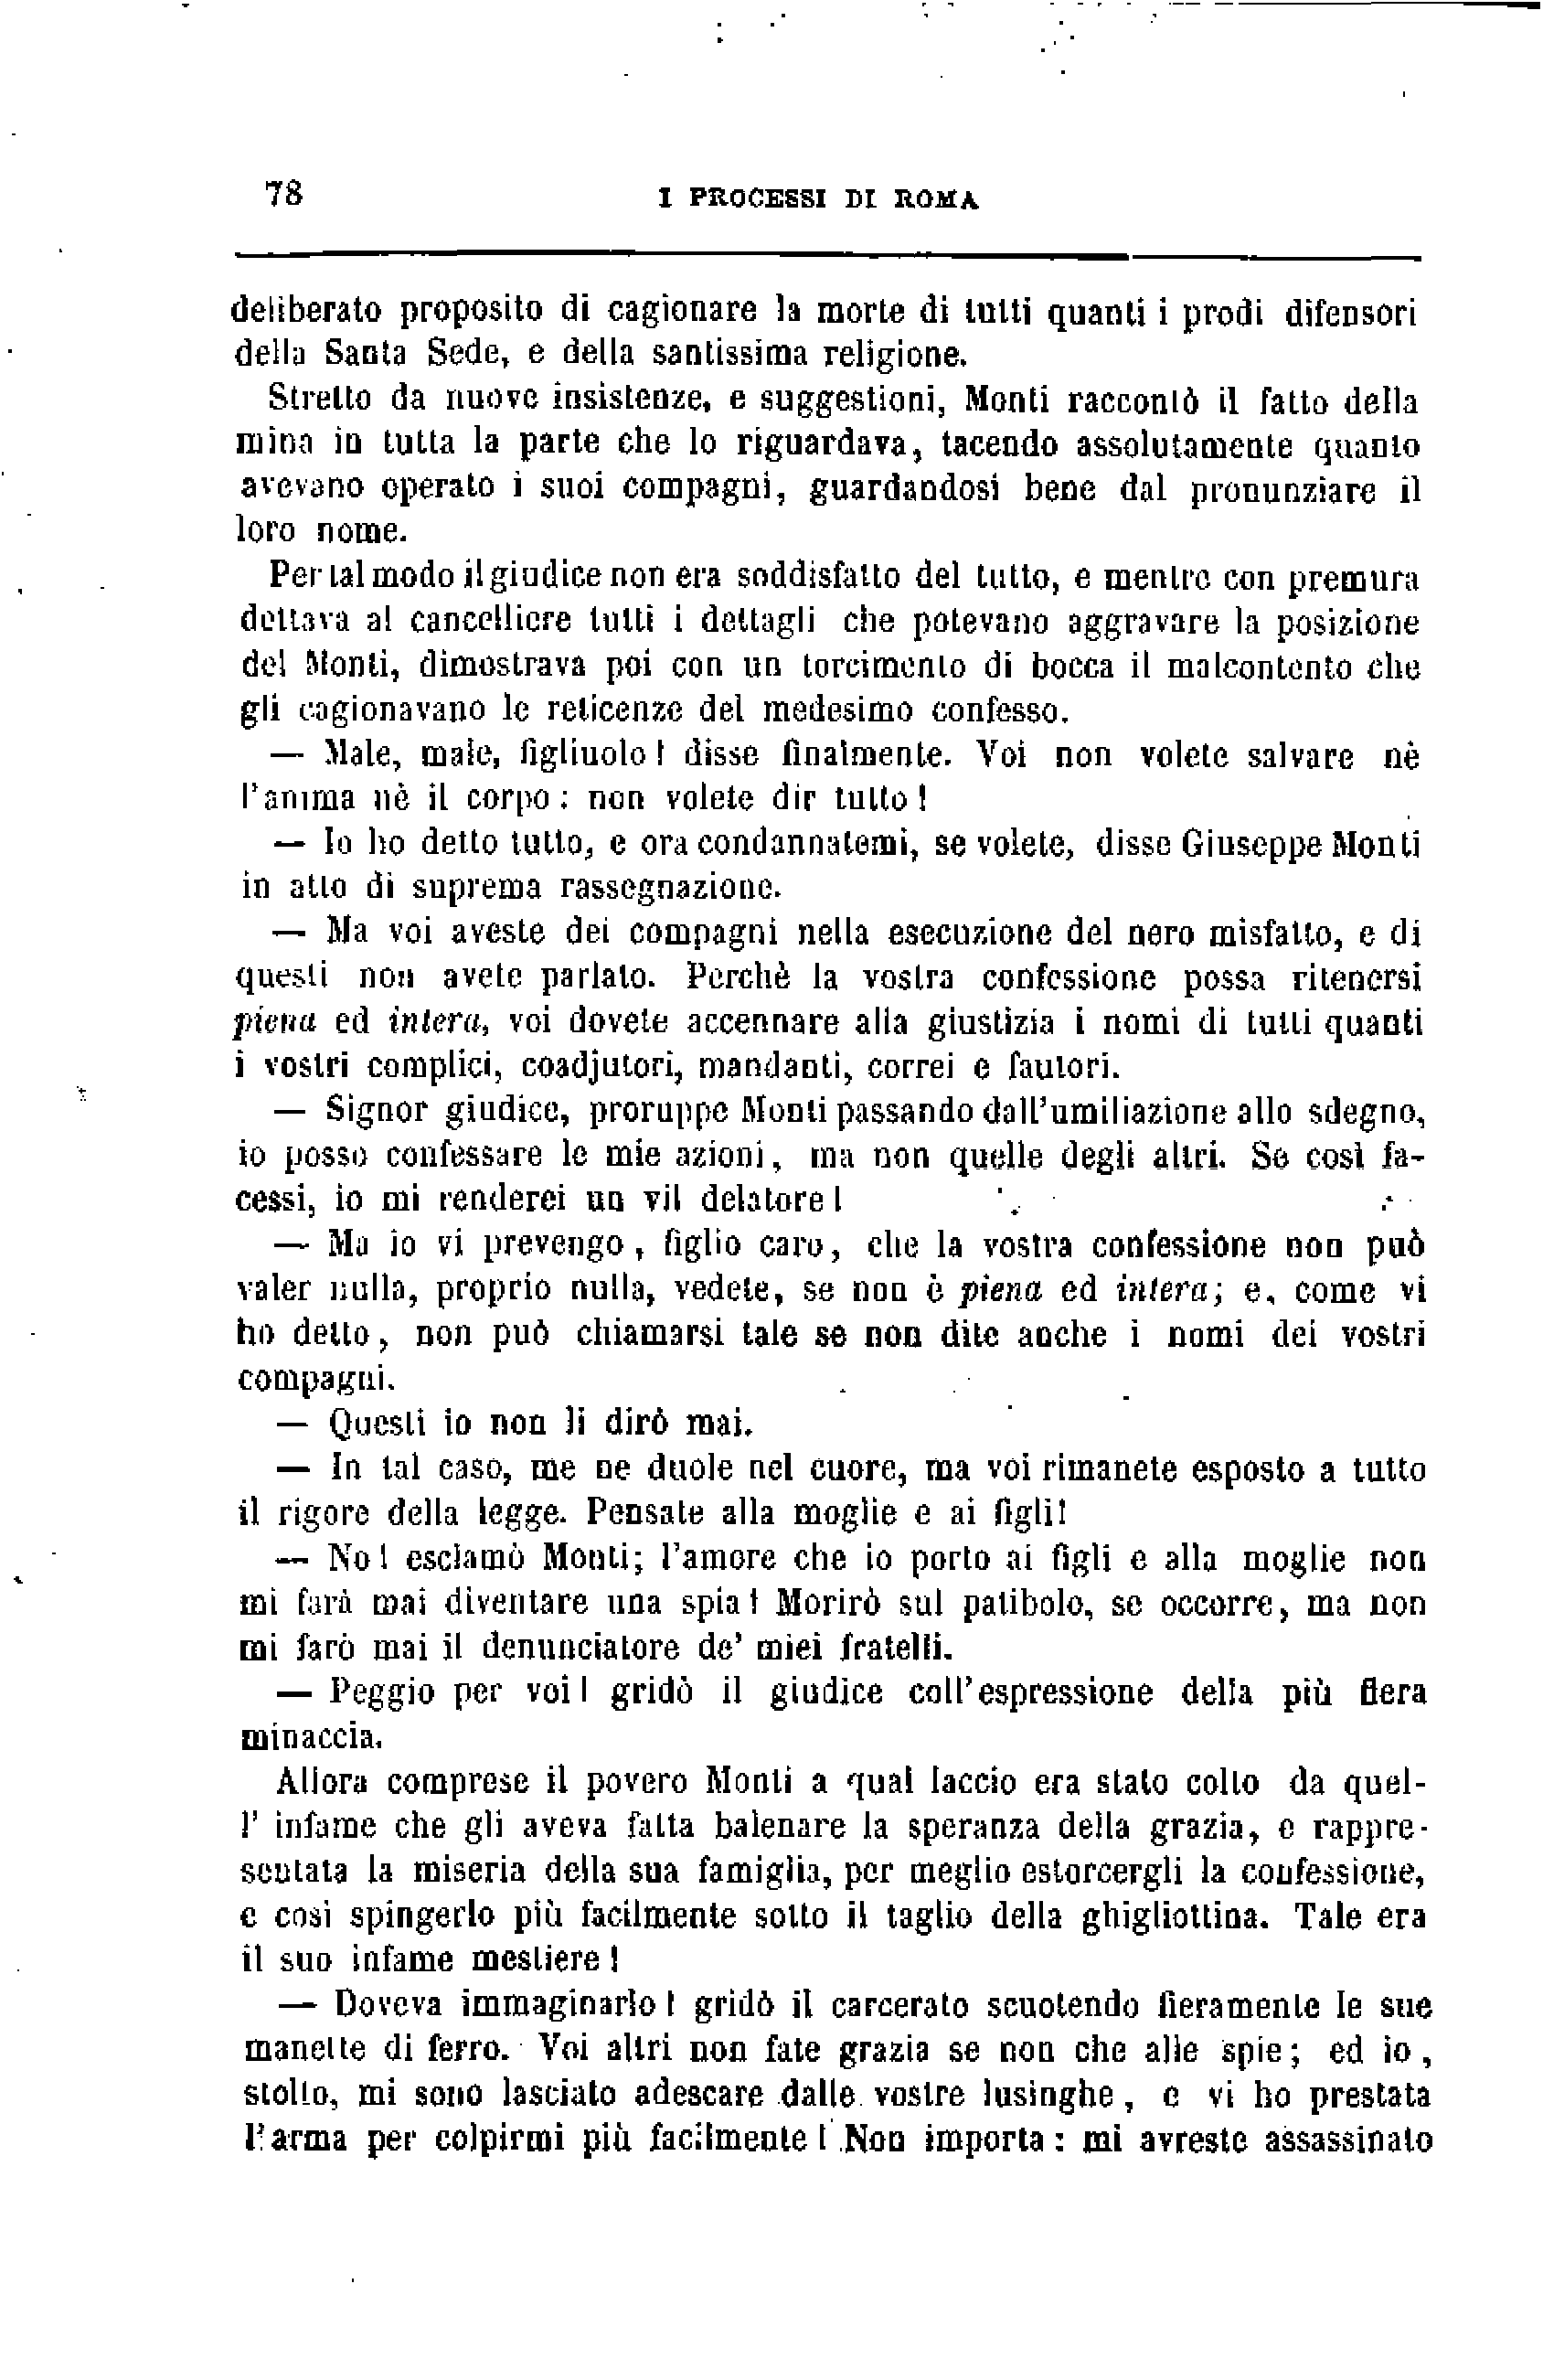 78 I PROCESSI DI ROMA
deliberato proposito di cagionare la morte di tutti quanti i prodi difensori
della Santa Sede, e della santissima religione.
Stretto da nuove insistenze, e suggestioni, Monti raccontò il fatto della
mina in tutta la parte che lo riguardava, tacendo assolutamente quanto
avevano operato i suoi compagni, guardandosi bene dal pronunziare il
loro nome.
Per tal modo il giudice non era soddisfatto del tutto, e mentre con premura
dettava al cancelliere tutti i dettagli che potevano aggravare la posizione
del Monti, dimostrava poi con un torcimento di bocca il malcontento che
gli cagionavano le reticenze del medesimo confesso.
— Male, male, figliuolo! disse finalmente. Voi non volete salvare nè
l'anima nè il corpo: non volete dir tutto!
— Io ho detto tutto, e ora condannatemi, se volete, disse Giuseppe Monti
in atto di suprema rassegnazione.
— Ma voi aveste dei compagni nella esecuzione del nero misfatto, e di
questi non avete parlato. Perchè la vostra confessione possa ritenersi
piena ed intera, voi dovete accennare alla giustizia i nomi di tutti quanti
i vostri complici, coadjutori, mandanti, correi e fautori.
— Signor giudice, proruppe Monti passando dall'umiliazione allo sdegno,
io posso confessare le mie azioni, ma non quelle degli altri. Se così fa-
cessi, io mi renderei un vil delatore!
— Ma io vi prevengo, figlio caro, che la vostra confessione non può
valer nulla, proprio nulla, vedete, se non è piena ed intera; e, come vi
ho detto, non può chiamarsi tale se non dite anche i nomi dei vostri
compagni.
— Questi io non li dirò mai.
— In tal caso, me ne duole nel cuore, ma voi rimanete esposto a tutto
il rigore della legge. Pensate alla moglie e ai figli!
— No! esclamò Monti; l'amore che io porto ai figli e alla moglie non
mi farà mai diventare una spia! Morirò sul patibolo, se occorre, ma non
mi farò mai il denunciatore de' miei fratelli.
— Peggio per voi! gridò il giudice coll'espressione della più fiera
minaccia.
Allora comprese il povero Monti a qual laccio era stato colto da quel-
l' infame che gli aveva fatta balenare la speranza della grazia, e rappre-
sentata la miseria della sua famiglia, per meglio estorcergli la confessione,
e così spingerlo più facilmente sotto il taglio della ghigliottina. Tale era
il suo infame mestiere!
— Doveva immaginarlo! gridò il carcerato scuotendo fieramente le sue
manette di ferro. Voi altri non fate grazia se non che alle spie; ed io,
stolto, mi sono lasciato adescare dalle vostre lusinghe, e vi ho prestata
l'arma per colpirmi più facilmente! Non importa: mi avreste assassinato